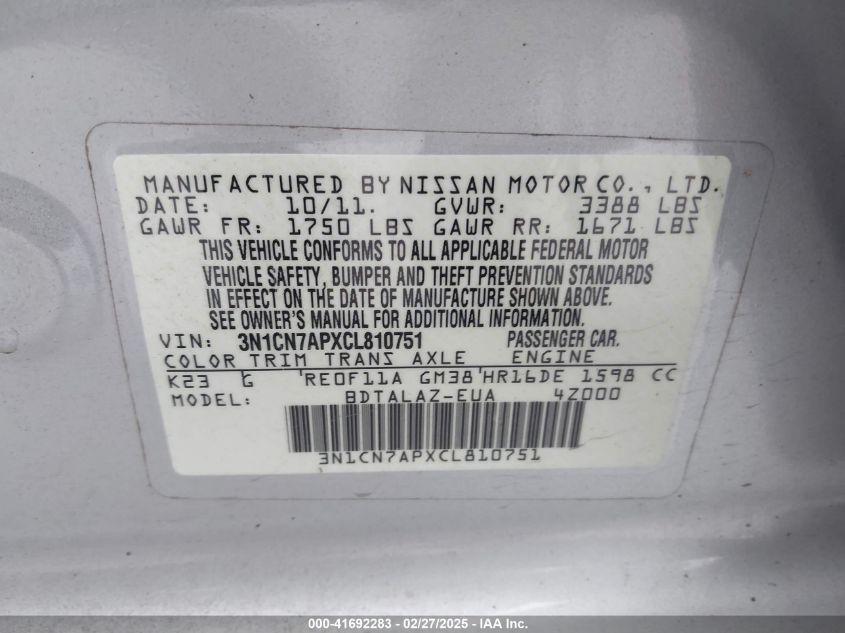 MANUFACTURED BY NISSAN MOTOR CO., LTD.
DATE: 10/11. GVWR: 3388 LBS
GAWR FR: 1750 LBS GAWR RR: 1671 LBS
THIS VEHICLE CONFORMS TO ALL APPLICABLE FEDERAL MOTOR
VEHICLE SAFETY, BUMPER AND THEFT PREVENTION STANDARDS
IN EFFECT ON THE DATE OF MANUFACTURE SHOWN ABOVE.
SEE OWNER'S MANUAL FOR ADDITIONAL INFORMATION.
VIN: 3N1CN7APXCL810751 PASSENGER CAR.
COLOR TRIM TRANS AXLE ENGINE
K23 G 'RE0F11A GM38'HR16DE 1598 CC
MODEL: BDTALAZ-EUA 4Z000
3N1CN7APXCL810751
000-41692283 - 02/27/2025 - IAA Holdings, LLC.